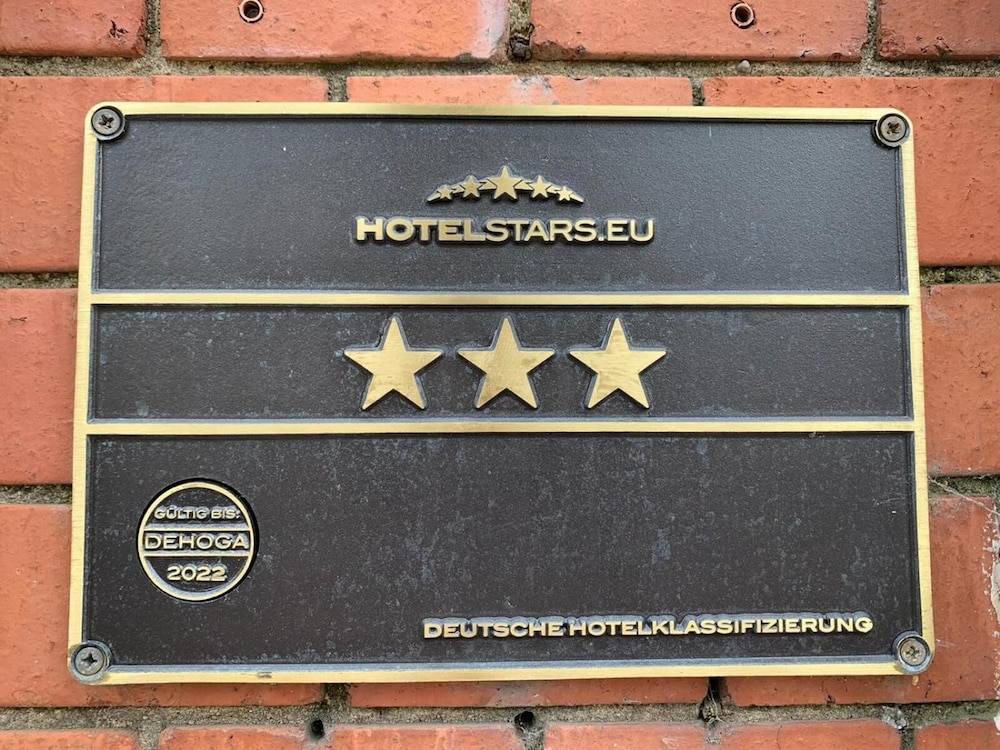 HOTELSTARS.EU
GÜLTIG BIS:
DEHOGA
2022
DEUTSCHE HOTELKLASSIFIZIERUNG